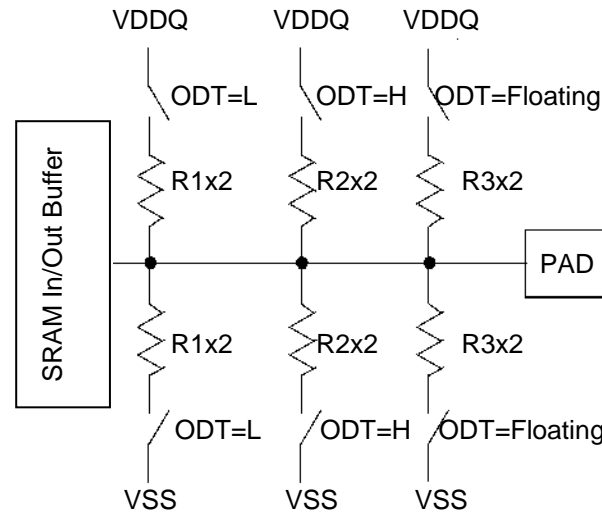 VDDQ VDDQ VDDQ
ODT=L ODT=H ODT=Floating
R1x2 R2x2 R3x2
SRAM In/Out Buffer
PAD
R1x2 R2x2 R3x2
ODT=L ODT=H ODT=Floating
VSS VSS VSS